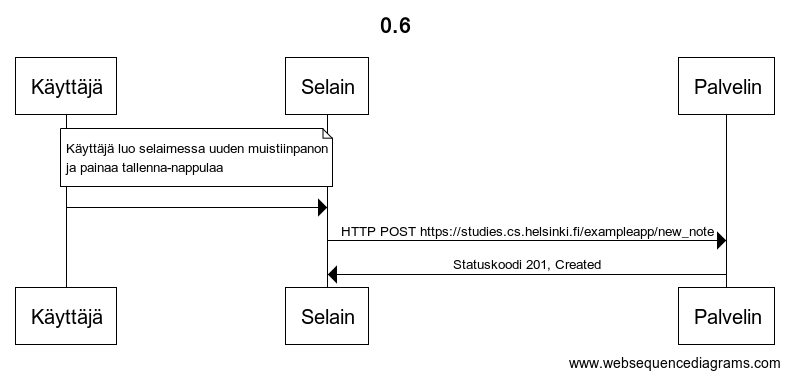 0.6
Käyttäjä
Selain
Palvelin
Käyttäjä luo selaimessa uuden muistiinpanon
ja painaa tallenna-nappulaa
HTTP POST https://studies.cs.helsinki.fi/exampleapp/new_note
Statuskoodi 201, Created
Käyttäjä
Selain
Palvelin
www.websequencediagrams.com